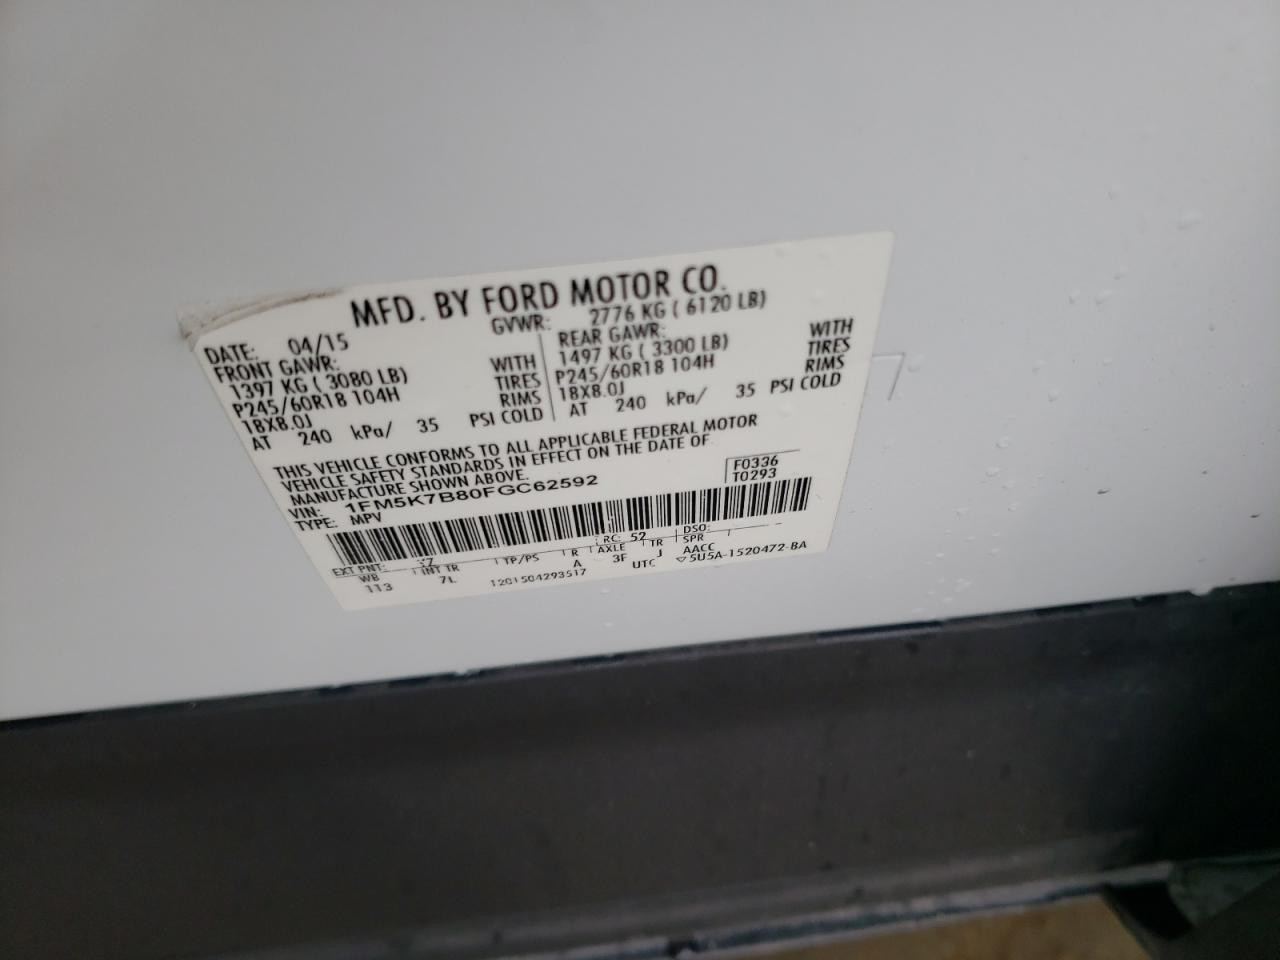 MFD. BY FORD MOTOR CO.
DATE: 04/15 GVWR: 2776 KG ( 6120 LB)
FRONT GAWR: REAR GAWR:
1397 KG ( 3080 LB) WITH 1497 KG ( 3300 LB) WITH
P245/60R18 104H TIRES P245/60R18 104H TIRES
18X8.0J RIMS 18X8.0J RIMS
AT 240 kPa/ 35 PSI COLD AT 240 kPa/ 35 PSI COLD
THIS VEHICLE CONFORMS TO ALL APPLICABLE FEDERAL MOTOR
VEHICLE SAFETY STANDARDS IN EFFECT ON THE DATE OF
MANUFACTURE SHOWN ABOVE.
VIN: 1FM5K7B80FGC62592 F0336
TYPE: MPV T0293
EXT PNT: RC: 52 DSO:
WB INT TR TP/PS R AXLE TR SPR
113 7L A 3F J AACC
1201504293517 UTC ▽5U5A-1520472-BA